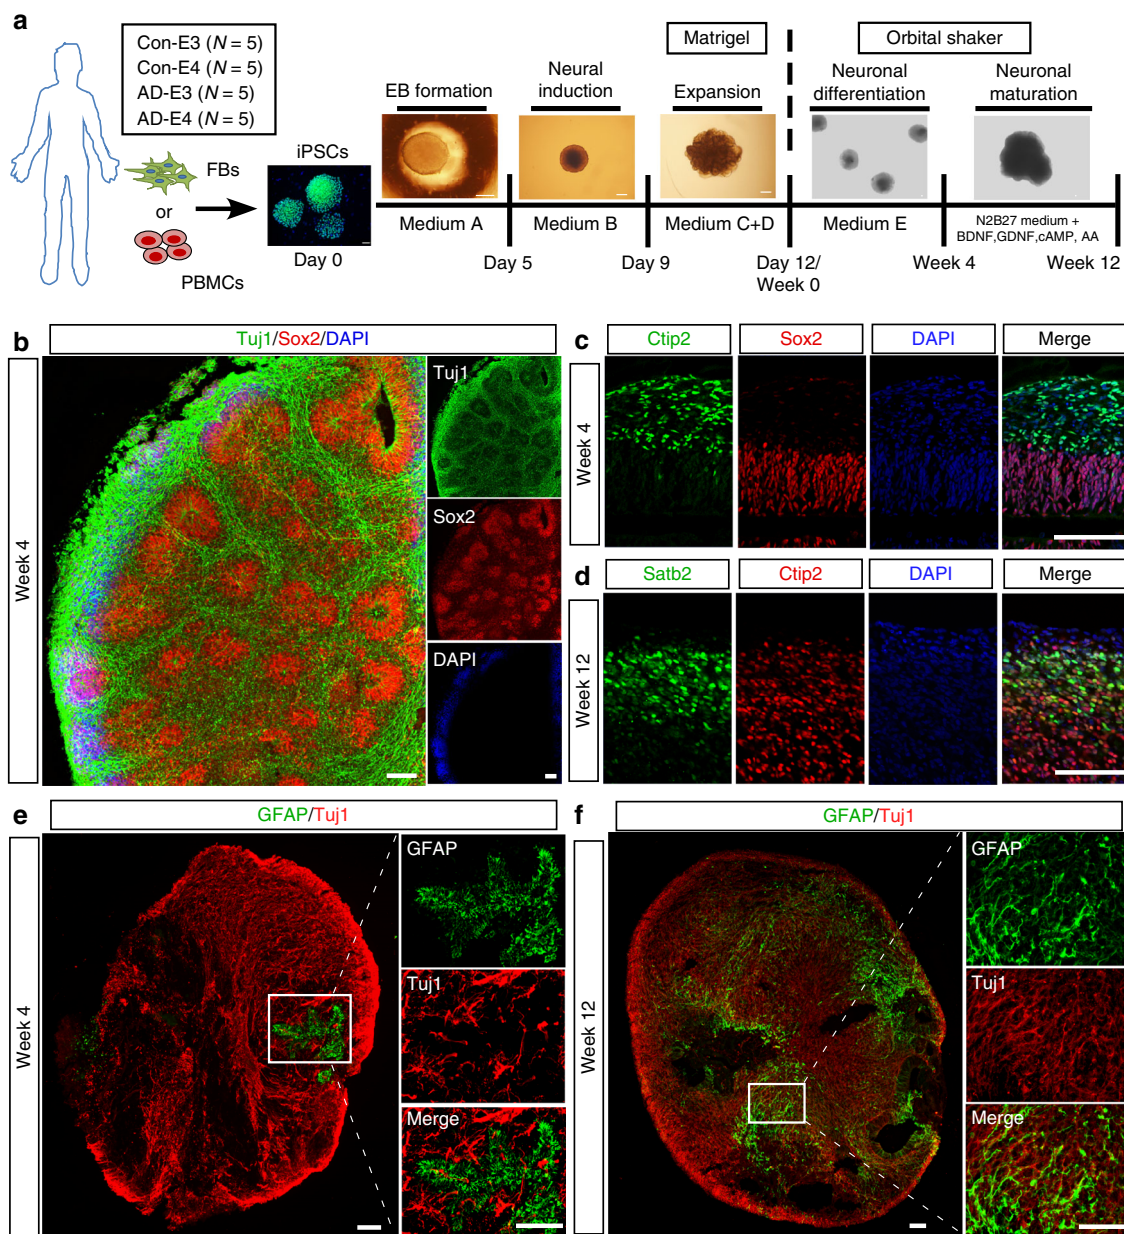 a
Con-E3 (N = 5)
Con-E4 (N = 5)
AD-E3 (N = 5)
AD-E4 (N = 5)
FBs
or
PBMCs
iPSCs
Day 0
Matrigel
Orbital shaker
EB formation
Neural
induction
Expansion
Neuronal
differentiation
Neuronal
maturation
Medium A
Medium B
Medium C+D
Medium E
N2B27 medium +
BDNF,GDNF,cAMP, AA
Day 5
Day 9
Day 12/
Week 0
Week 4
Week 12
b
Tuj1/Sox2/DAPI
Week 4
Tuj1
Sox2
DAPI
c
Ctip2
Sox2
DAPI
Merge
Week 4
d
Satb2
Ctip2
DAPI
Merge
Week 12
e
GFAP/Tuj1
Week 4
GFAP
Tuj1
Merge
f
GFAP/Tuj1
Week 12
GFAP
Tuj1
Merge